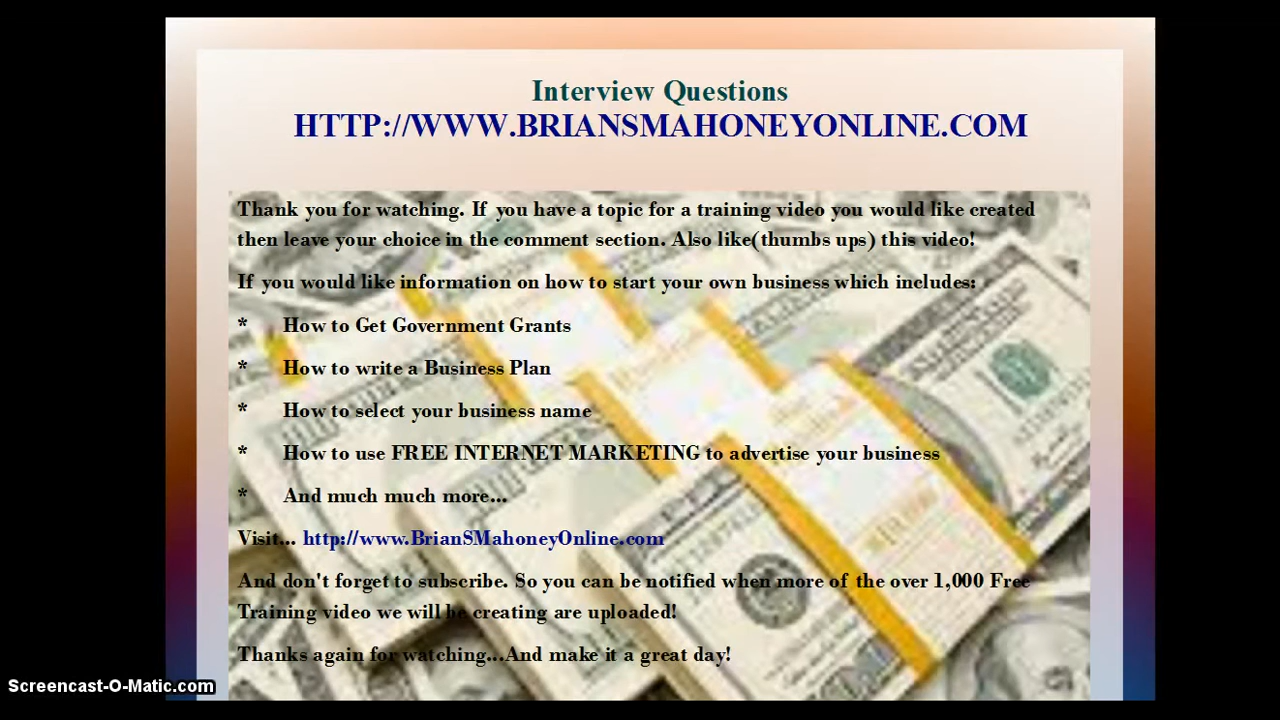 Interview Questions
HTTP://WWW.BRIANSMAHONEYONLINE.COM
Thank you for watching. If you have a topic for a training video you would like created
then leave your choice in the comment section. Also like(thumbs ups) this video!
If you would like information on how to start your own business which includes:
* How to Get Government Grants
* How to write a Business Plan
* How to select your business name
* How to use FREE INTERNET MARKETING to advertise your business
* And much much more...
Visit... http://www.BrianSMahoneyOnline.com
And don't forget to subscribe. So you can be notified when more of the over 1,000 Free
Training video we will be creating are uploaded!
Thanks again for watching...And make it a great day!
Screencast-O-Matic.com